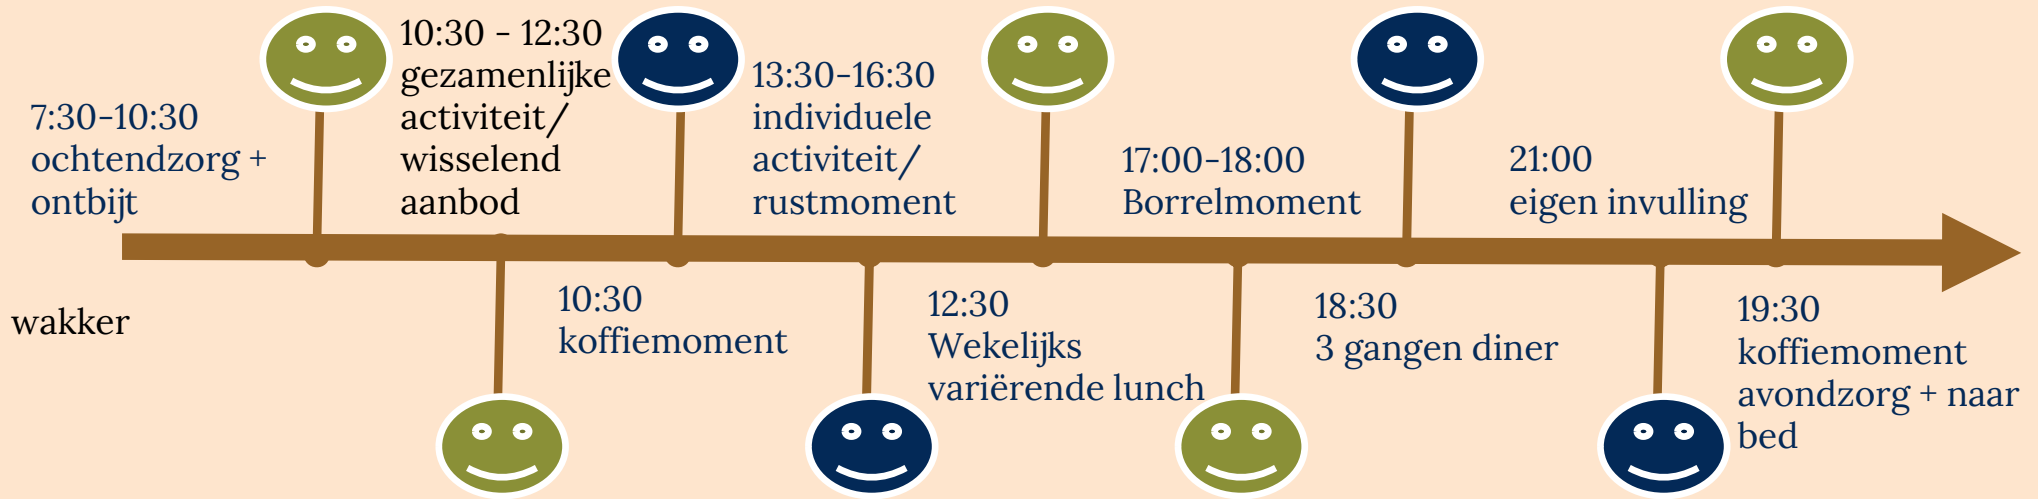 7:30-10:30
ochtendzorg +
ontbijt
10:30 - 12:30
gezamenlijke
activiteit/
wisselend
aanbod
13:30-16:30
individuele
activiteit/
rustmoment
17:00-18:00
Borrelmoment
21:00
eigen invulling
wakker
10:30
koffiemoment
12:30
Wekelijks
variërende lunch
18:30
3 gangen diner
19:30
koffiemoment
avondzorg + naar
bed